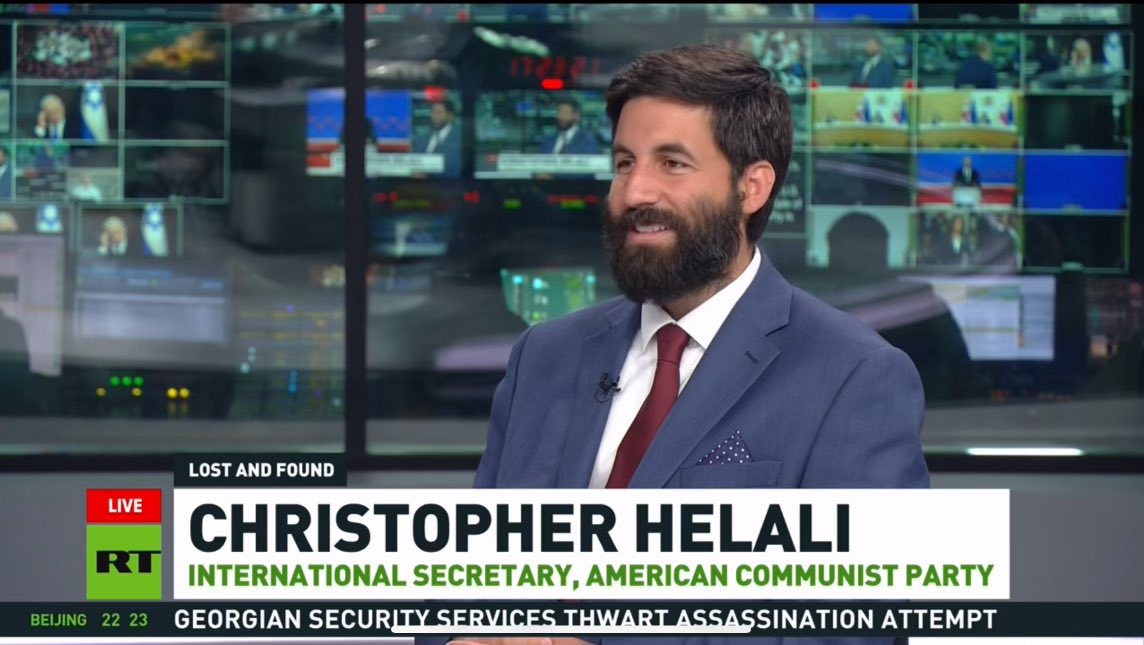 LOST AND FOUND
LIVE
CHRISTOPHER HELALI
RT
INTERNATIONAL SECRETARY, AMERICAN COMMUNIST PARTY
BEIJING 22 23 GEORGIAN SECURITY SERVICES THWART ASSASSINATION ATTEMPT